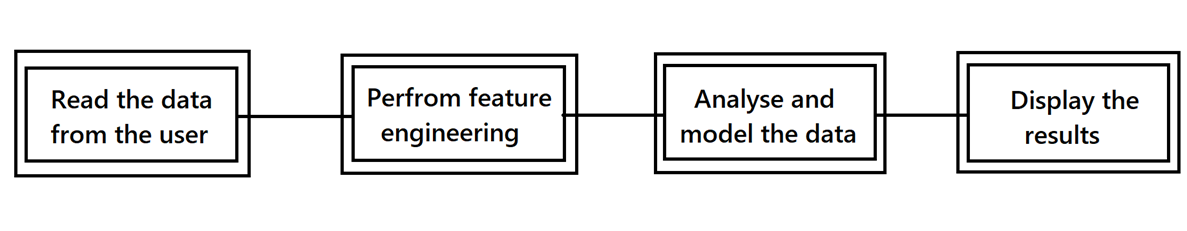 Read the data
from the user
Perfrom feature
engineering
Analyse and
model the data
Display the
results